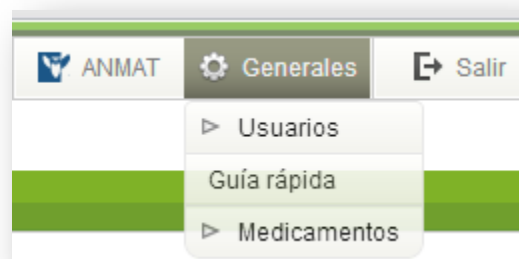 ANMAT Generales Salir
Usuarios
Guía rápida
Medicamentos